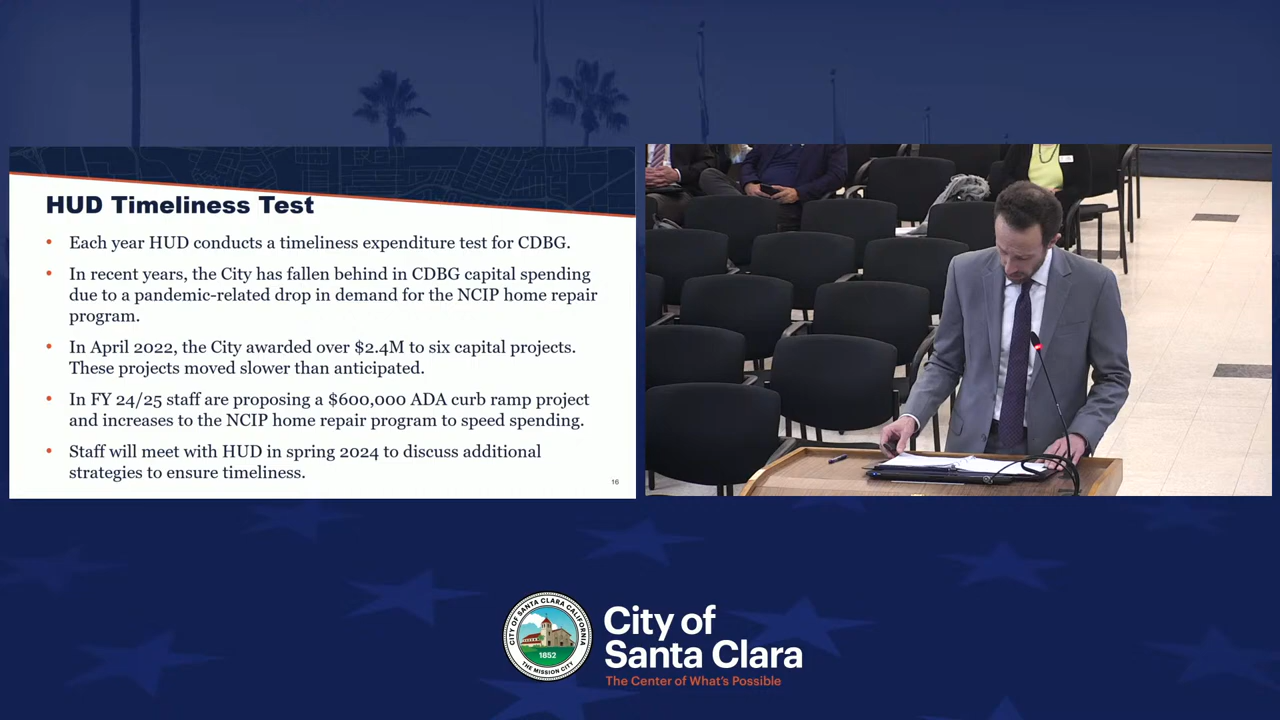 HUD Timeliness Test
• Each year HUD conducts a timeliness expenditure test for CDBG.
• In recent years, the City has fallen behind in CDBG capital spending
due to a pandemic-related drop in demand for the NCIP home repair
program.
• In April 2022, the City awarded over $2.4M to six capital projects.
These projects moved slower than anticipated.
• In FY 24/25 staff are proposing a $600,000 ADA curb ramp project
and increases to the NCIP home repair program to speed spending.
• Staff will meet with HUD in spring 2024 to discuss additional
strategies to ensure timeliness.
16
CITY OF SANTA CLARA CALIFORNIA
1852
THE MISSION CITY
City of
Santa Clara
The Center of What's Possible